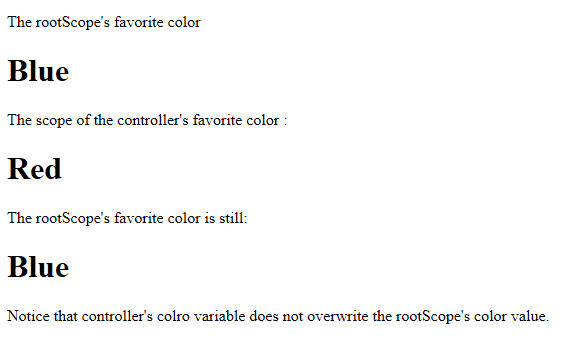 The rootScope's favorite color
Blue
The scope of the controller's favorite color :
Red
The rootScope's favorite color is still:
Blue
Notice that controller's colro variable does not overwrite the rootScope's color value.